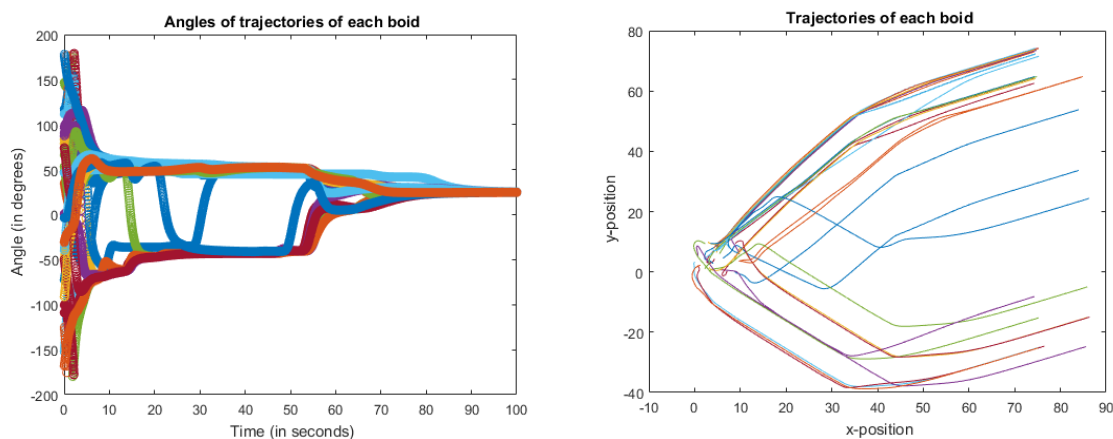 Angles of trajectories of each boid
200
150
100
50
0
-50
-100
-150
-200
Angle (in degrees)
0 10 20 30 40 50 60 70 80 90 100
Time (in seconds)
Trajectories of each boid
80
60
40
20
0
-20
-40
y-position
-10 0 10 20 30 40 50 60 70 80 90
x-position